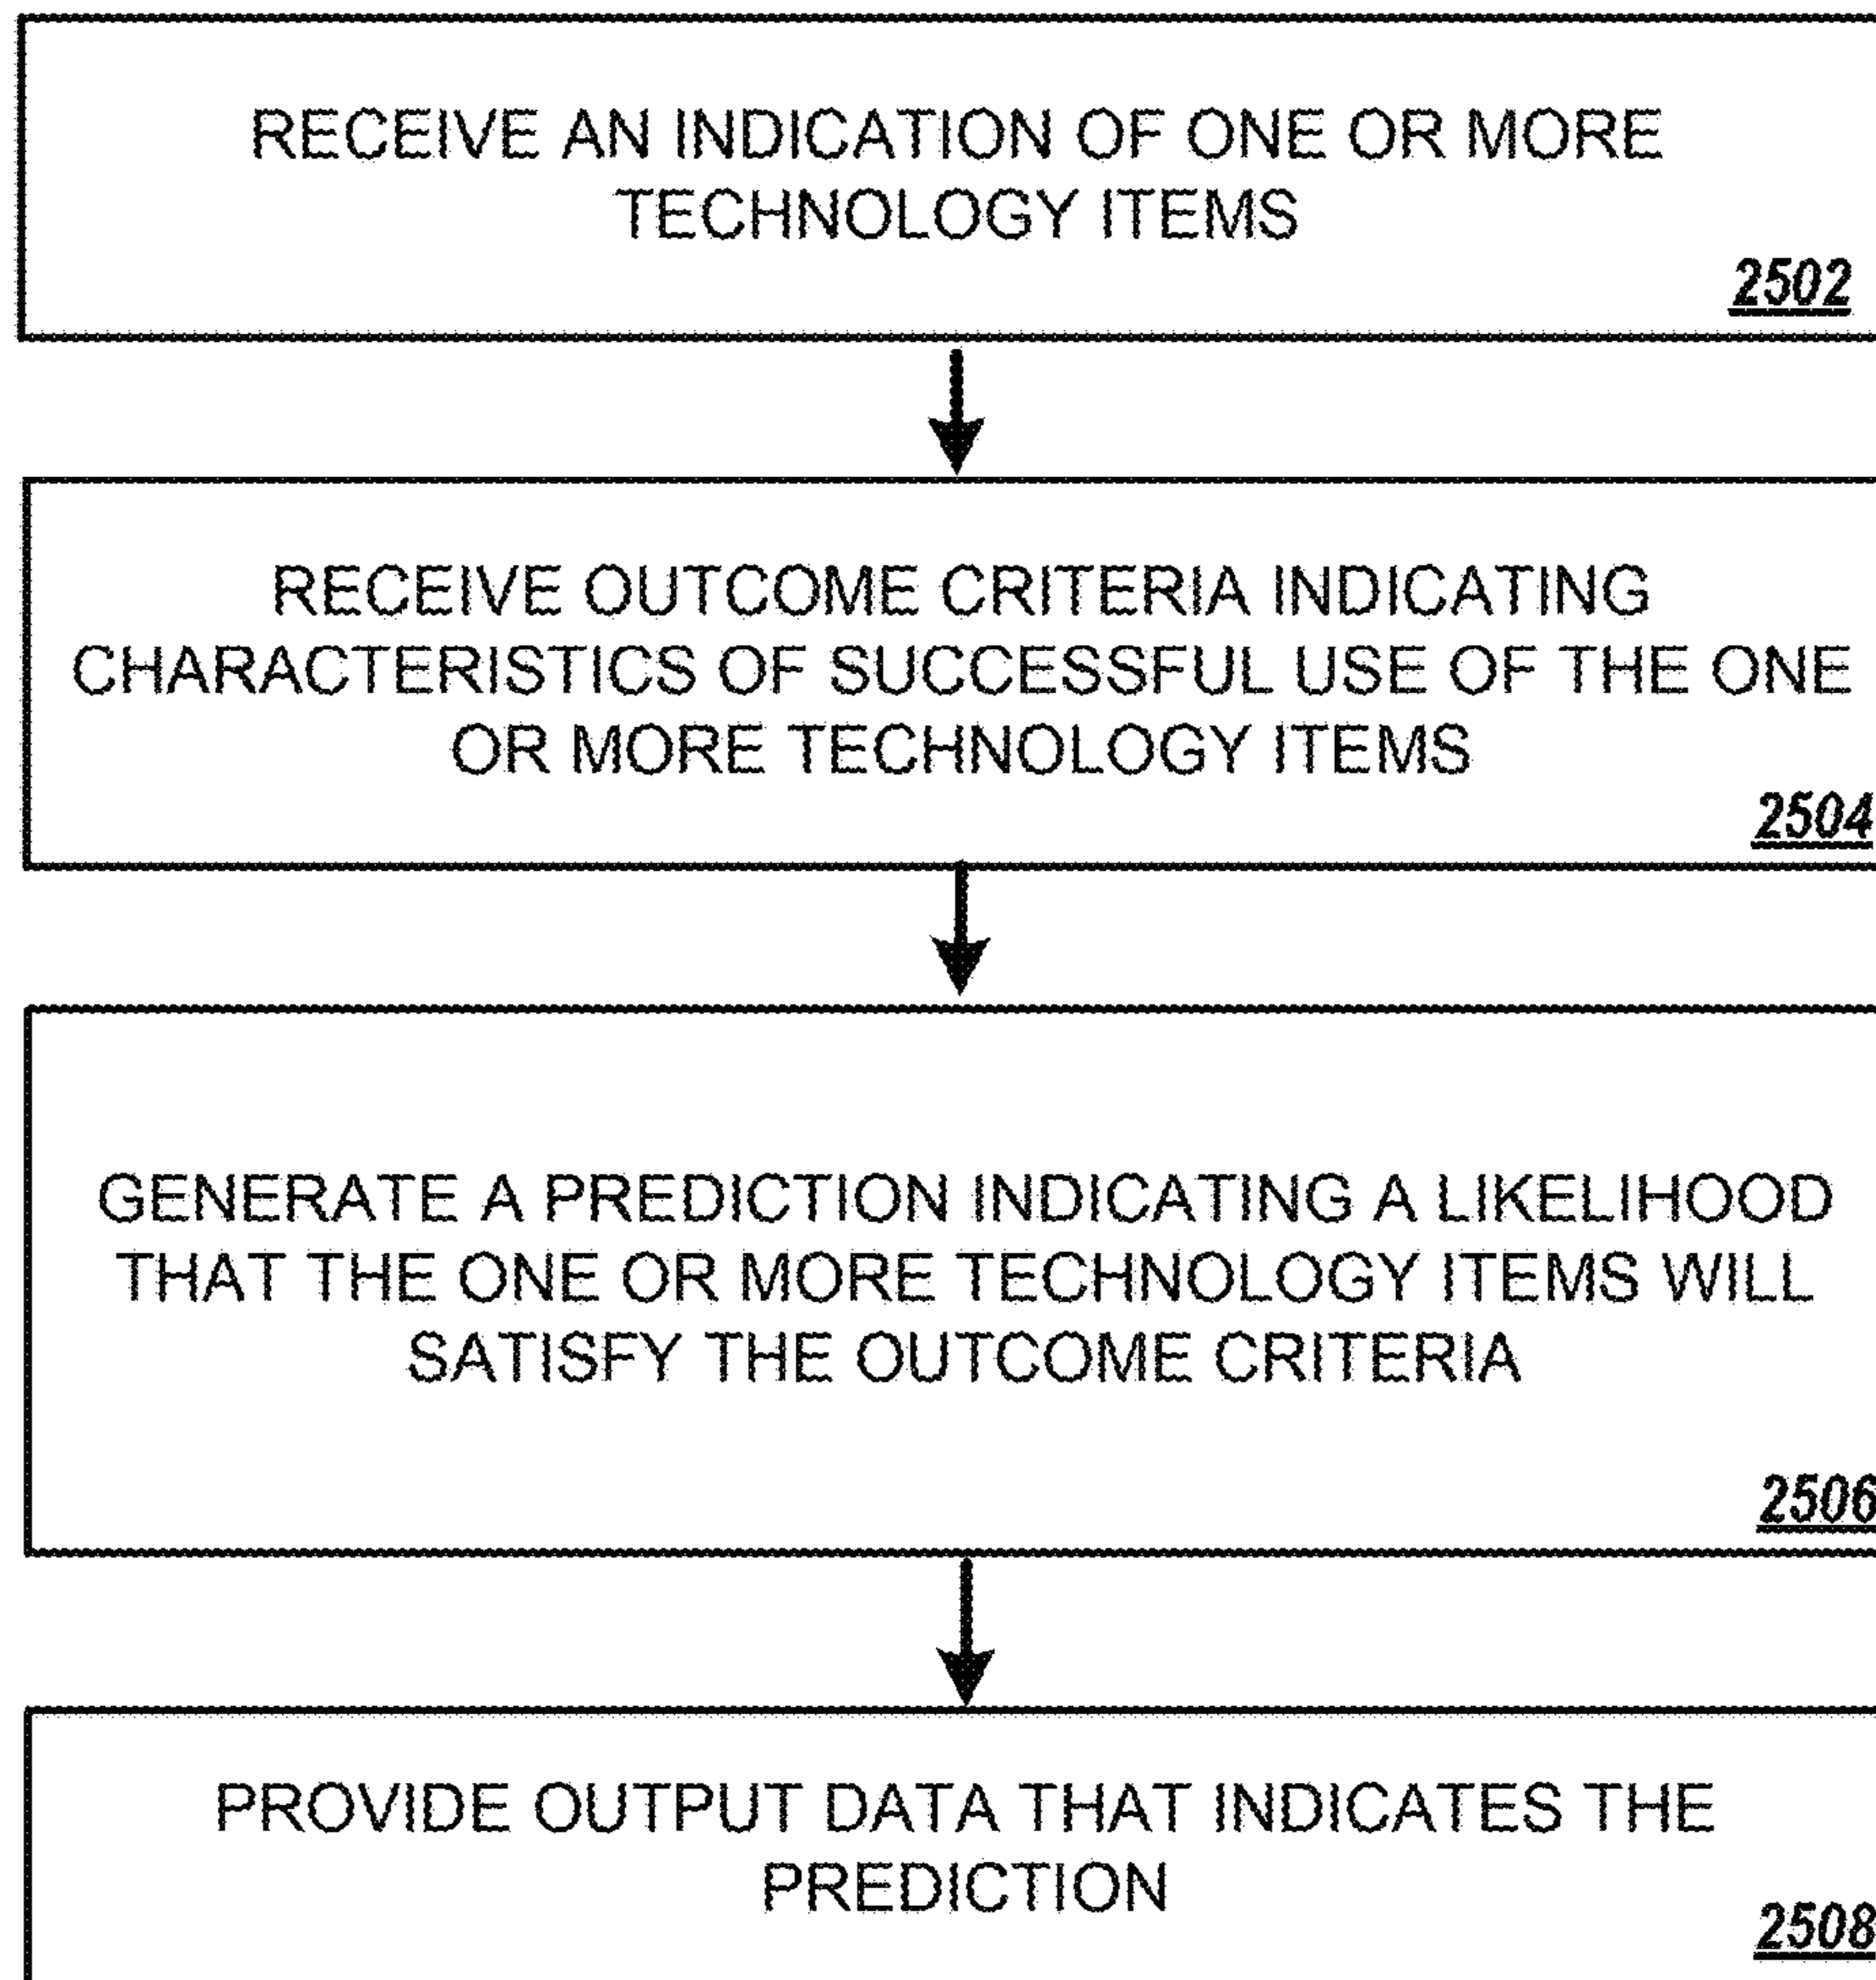 RECEIVE AN INDICATION OF ONE OR MORE
TECHNOLOGY ITEMS
2502
RECEIVE OUTCOME CRITERIA INDICATING
CHARACTERISTICS OF SUCCESSFUL USE OF THE ONE
OR MORE TECHNOLOGY ITEMS
2504
GENERATE A PREDICTION INDICATING A LIKELIHOOD
THAT THE ONE OR MORE TECHNOLOGY ITEMS WILL
SATISFY THE OUTCOME CRITERIA
2506
PROVIDE OUTPUT DATA THAT INDICATES THE
PREDICTION
2508